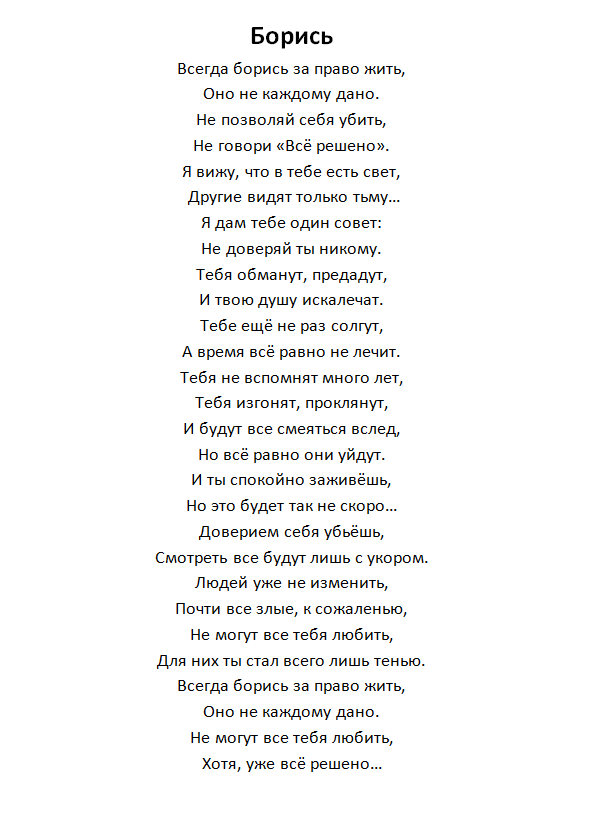 Борись
Всегда борись за право жить,
Оно не каждому дано.
Не позволяй себя убить,
Не говори «Всё решено».
Я вижу, что в тебе есть свет,
Другие видят только тьму…
Я дам тебе один совет:
Не доверяй ты никому.
Тебя обманут, предадут,
И твою душу искалечат.
Тебе ещё не раз солгут,
А время всё равно не лечит.
Тебя не вспомнят много лет,
Тебя изгонят, проклянут,
И будут все смеяться вслед,
Но всё равно они уйдут.
И ты спокойно заживёшь,
Но это будет так не скоро…
Доверием себя убьёшь,
Смотреть все будут лишь с укором.
Людей уже не изменить,
Почти все злые, к сожаленью,
Не могут все тебя любить,
Для них ты стал всего лишь тенью.
Всегда борись за право жить,
Оно не каждому дано.
Не могут все тебя любить,
Хотя, уже всё решено…